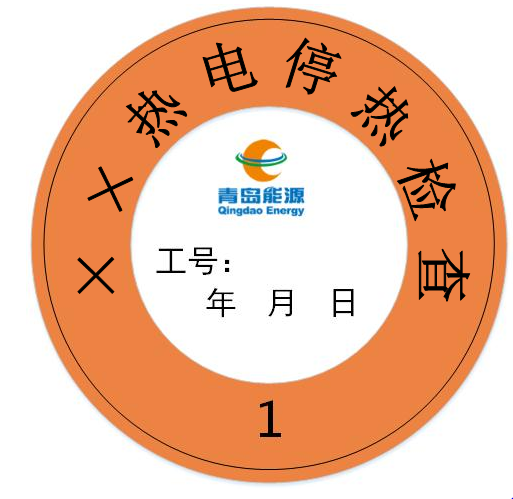 ××热电停热检查
青岛能源
Qingdao Energy
工号：
年 月 日
1